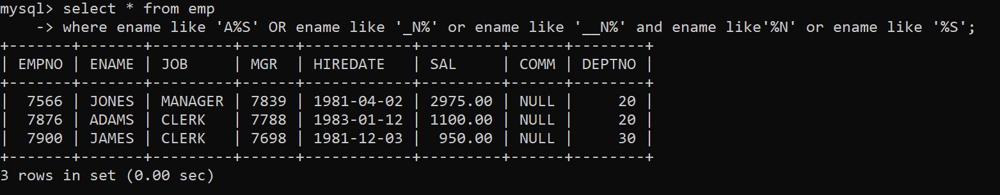 mysql> select * from emp
    -> where ename like 'A%S' OR ename like '_N%' or ename like '__N%' and ename like'%N' or ename like '%S';
+-------+-------+---------+------+------------+---------+------+--------+
| EMPNO | ENAME | JOB     | MGR  | HIREDATE   | SAL     | COMM | DEPTNO |
+-------+-------+---------+------+------------+---------+------+--------+
|  7566 | JONES | MANAGER | 7839 | 1981-04-02 | 2975.00 | NULL |     20 |
|  7876 | ADAMS | CLERK   | 7788 | 1983-01-12 | 1100.00 | NULL |     20 |
|  7900 | JAMES | CLERK   | 7698 | 1981-12-03 |  950.00 | NULL |     30 |
+-------+-------+---------+------+------------+---------+------+--------+
3 rows in set (0.00 sec)